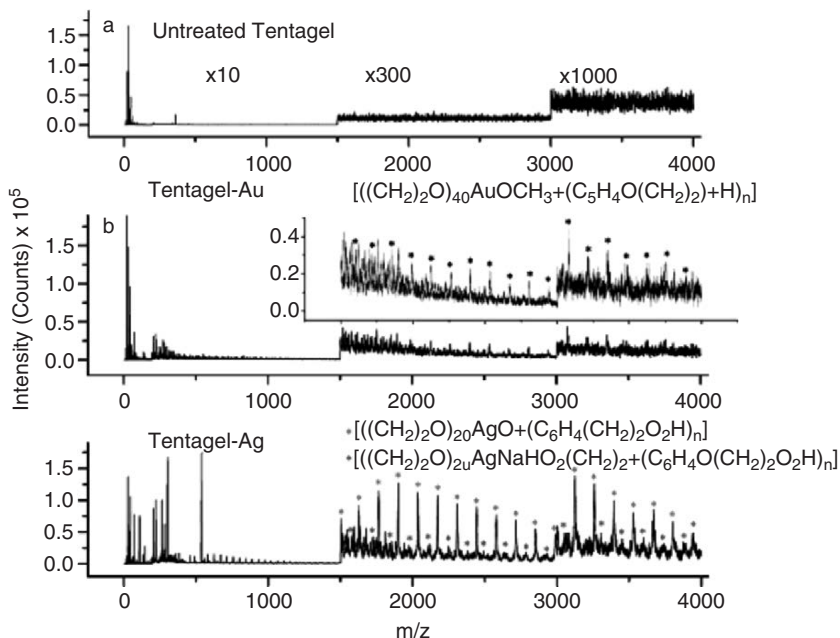 a
Untreated Tentagel
x10 x300 x1000
1.5
1.0
0.5
0.0
0 1000 2000 3000 4000
Tentagel-Au [((CH2)2O)40AuOCH3+(C5H4O(CH2)2)+H)n]
b
1.5
1.0
0.5
0.0
0.4
0.2
0.0
0 1000 2000 3000 4000
Intensity (Counts) x 10^5
Tentagel-Ag
*[((CH2)2O)20AgO+(C6H4(CH2)2O2H)n]
*[((CH2)2O)2uAgNaHO2(CH2)2+(C6H4O(CH2)2O2H)n]
1.5
1.0
0.5
0.0
0 1000 2000 3000 4000
m/z